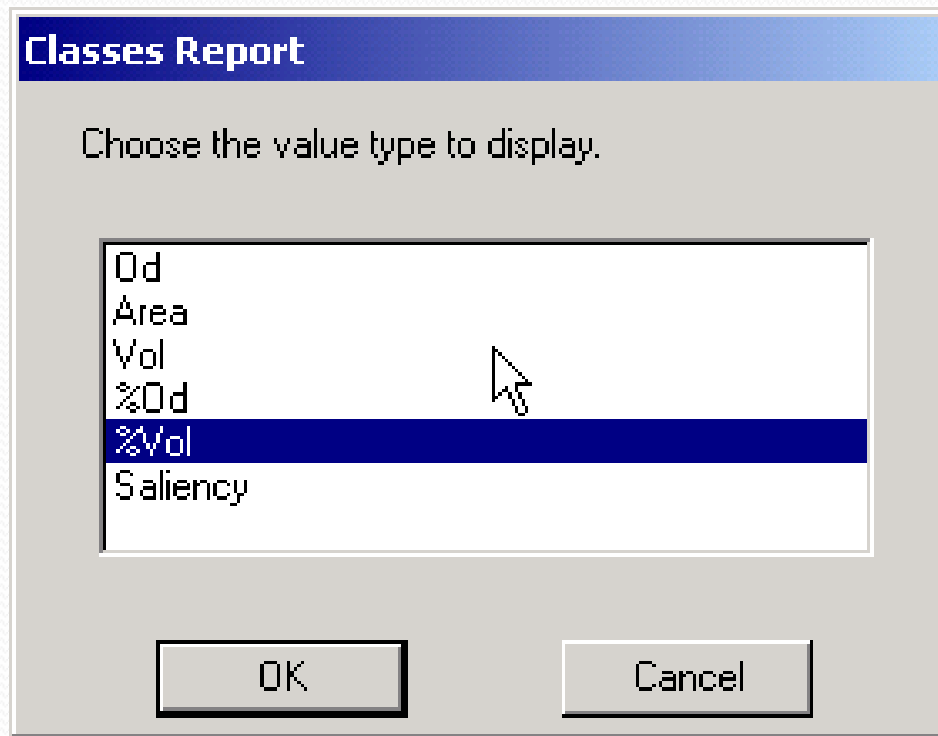 Classes Report
Choose the value type to display.
Od
Area
Vol
%Od
%Vol
Saliency
OK Cancel